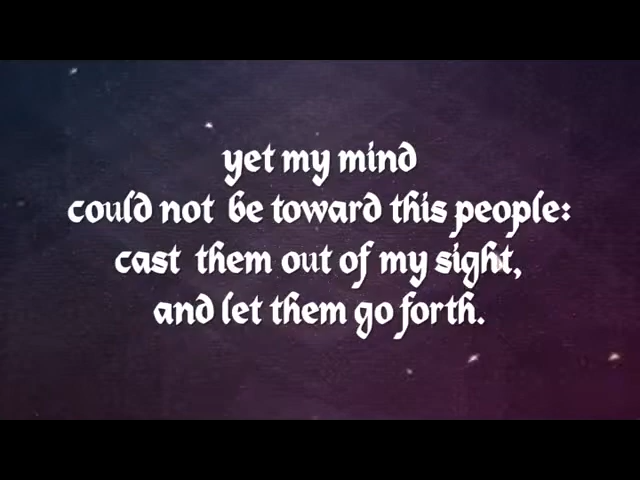 yet my mind
could not be toward this people:
cast them out of my sight,
and let them go forth.